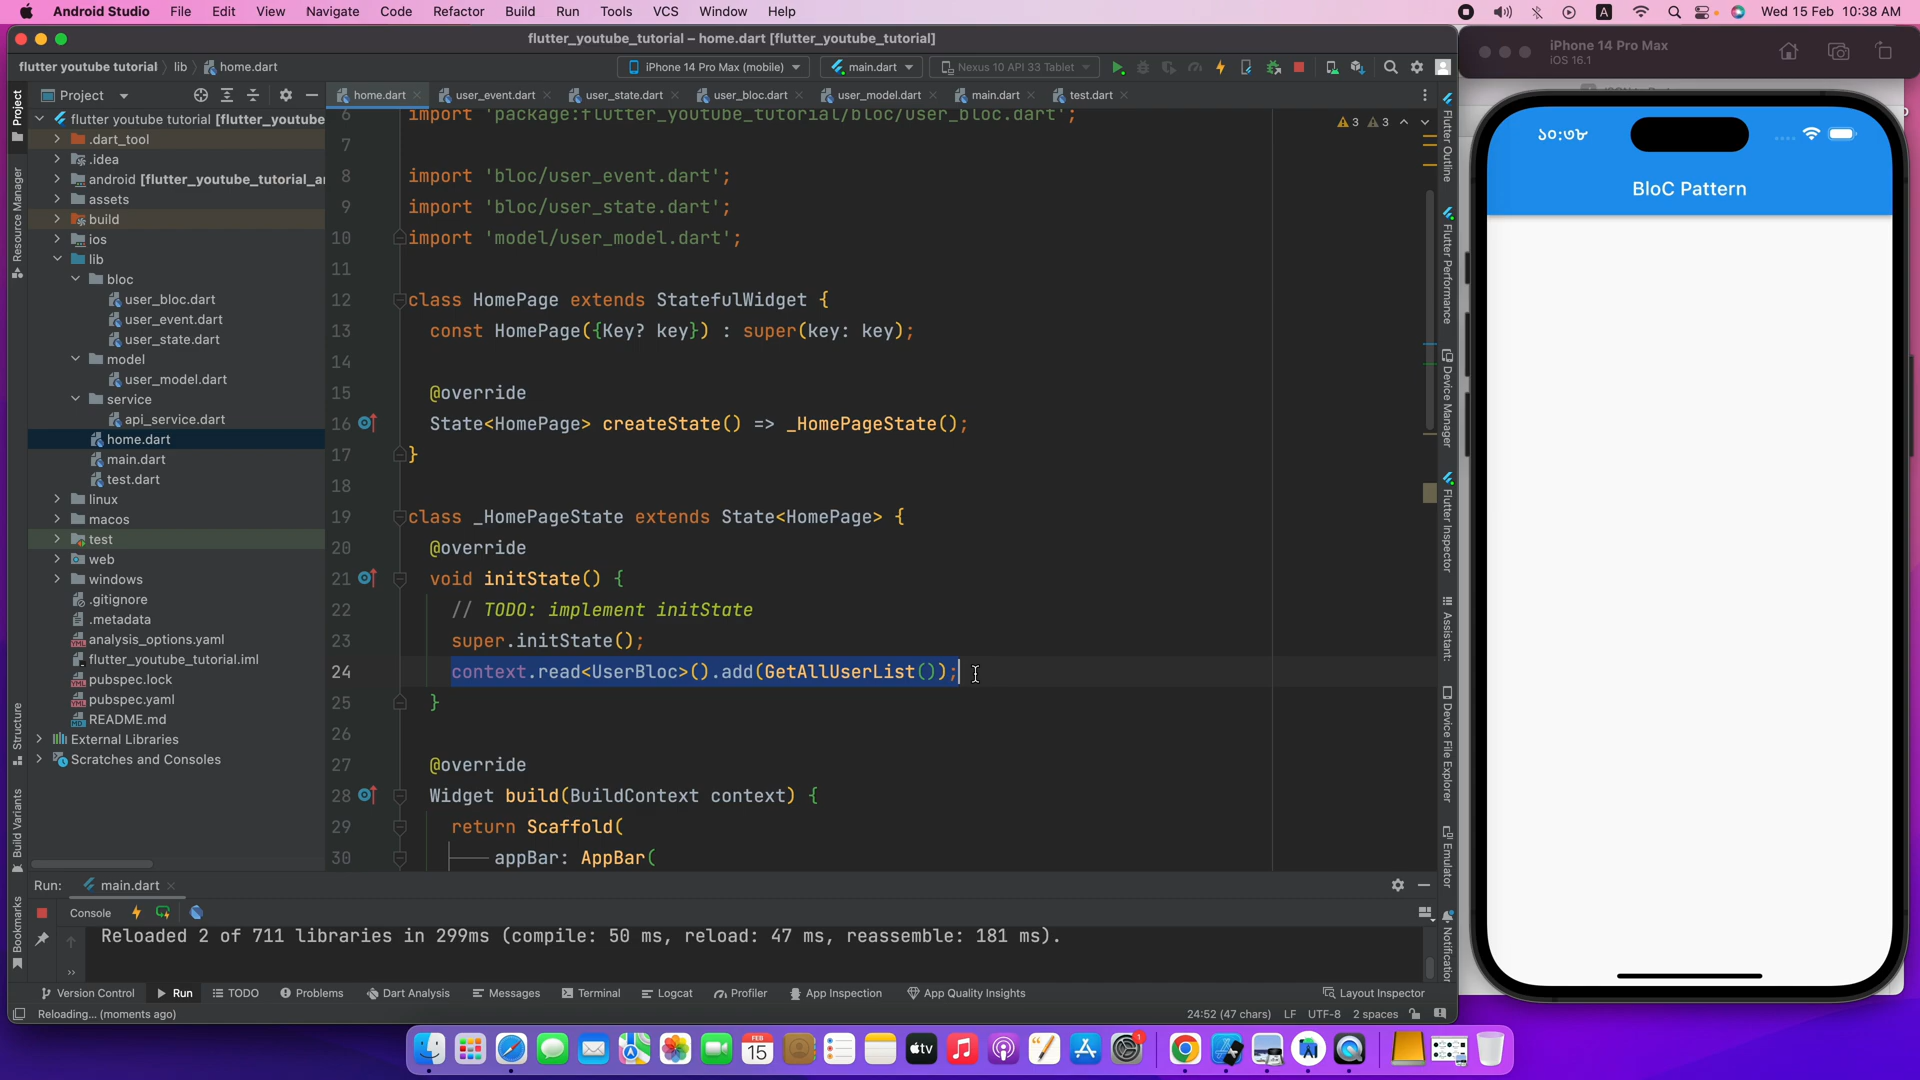 Android Studio File Edit View Navigate Code Refactor Build Run Tools VCS Window Help A Wed 15 Feb 10:38 AM
flutter_youtube_tutorial – home.dart [flutter_youtube_tutorial]
flutter youtube tutorial lib home.dart iPhone 14 Pro Max (mobile) main.dart Nexus 10 API 33 Tablet
Project home.dart user_event.dart user_state.dart user_bloc.dart user_model.dart main.dart test.dart
flutter youtube tutorial [flutter_youtube
.dart_tool
.idea
android [flutter_youtube_tutorial_a
assets
build
ios
lib
bloc
user_bloc.dart
user_event.dart
user_state.dart
model
user_model.dart
service
api_service.dart
home.dart
main.dart
test.dart
linux
macos
test
web
windows
.gitignore
.metadata
analysis_options.yaml
flutter_youtube_tutorial.iml
pubspec.lock
pubspec.yaml
README.md
External Libraries
Scratches and Consoles
Project
Resource Manager
Structure
Build Variants
Bookmarks
6 import 'package:flutter_youtube_tutorial/bloc/user_bloc.dart';
3 3
7
8 import 'bloc/user_event.dart';
9 import 'bloc/user_state.dart';
10 import 'model/user_model.dart';
11
12 class HomePage extends StatefulWidget {
13 const HomePage({Key? key}) : super(key: key);
14
15 @override
16 State<HomePage> createState() => _HomePageState();
17 }
18
19 class _HomePageState extends State<HomePage> {
20 @override
21 void initState() {
22 // TODO: implement initState
23 super.initState();
24 context.read<UserBloc>().add(GetAllUserList());
25 }
26
27 @override
28 Widget build(BuildContext context) {
29 return Scaffold(
30 appBar: AppBar(
Flutter Outline
Flutter Performance
Device Manager
Flutter Inspector
Assistant:
Device File Explorer
Emulator
Notification
Run: main.dart
Console
Reloaded 2 of 711 libraries in 299ms (compile: 50 ms, reload: 47 ms, reassemble: 181 ms).
Version Control Run TODO Problems Dart Analysis Messages Terminal Logcat Profiler App Inspection App Quality Insights Layout Inspector
Reloading... (moments ago) 24:52 (47 chars) LF UTF-8 2 spaces
iPhone 14 Pro Max
iOS 16.1
১০:৩৮
BloC Pattern
FEB
15
tv
1